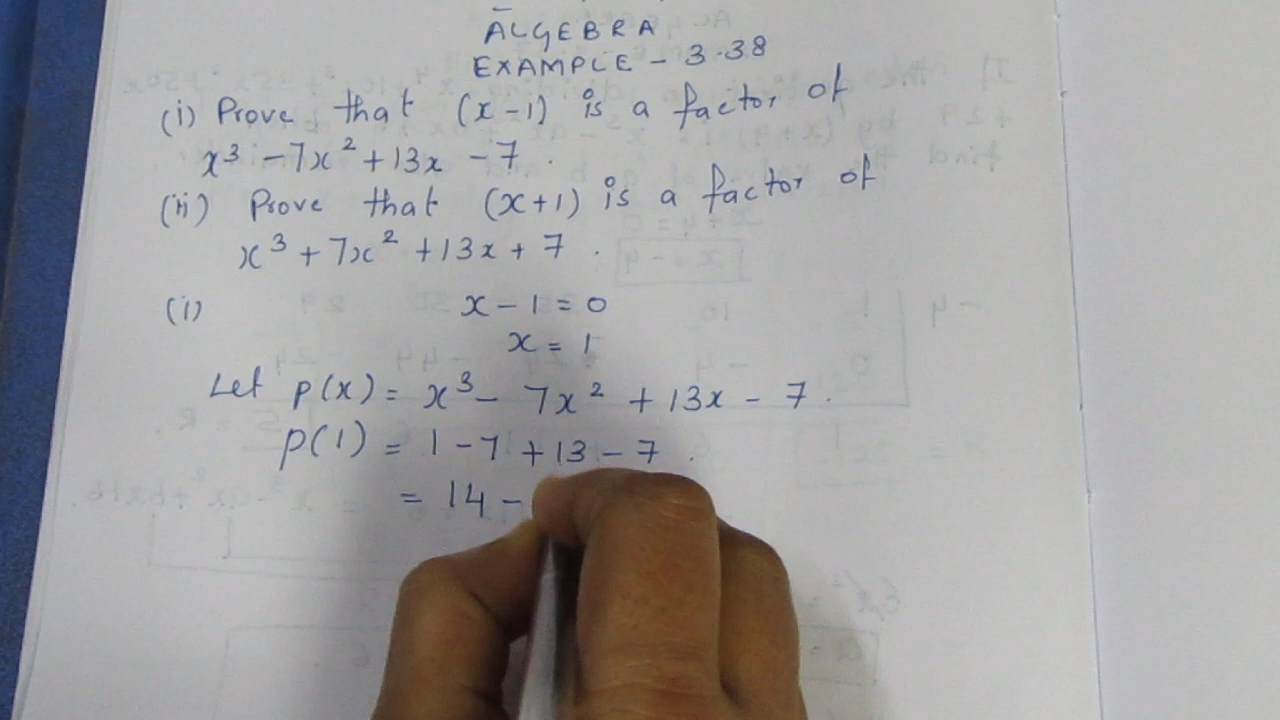 ALGEBRA
EXAMPLE - 3.38
(i) Prove that (x-1) is a factor of
x³ - 7x² + 13x - 7.
(ii) Prove that (x+1) is a factor of
x³ + 7x² + 13x + 7.
(i) x - 1 = 0
x = 1
Let p(x) = x³ - 7x² + 13x - 7.
p(1) = 1 - 7 + 13 - 7.
= 14 -